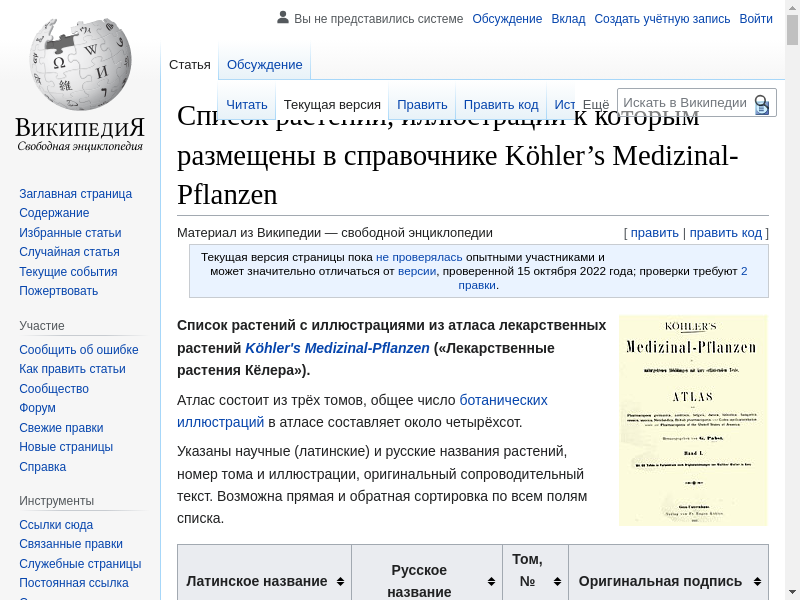 Вы не представились системе Обсуждение Вклад Создать учётную запись Войти
Статья Обсуждение
Читать Текущая версия Править Править код Ист Ещё Искать в Википедии
ВикипедиЯ
Свободная энциклопедия
Список растений, иллюстрации к которым
размещены в справочнике Köhler’s Medizinal-
Pflanzen
Материал из Википедии — свободной энциклопедии [ править | править код ]
Текущая версия страницы пока не проверялась опытными участниками и
может значительно отличаться от версии, проверенной 15 октября 2022 года; проверки требуют 2
правки.
Заглавная страница
Содержание
Избранные статьи
Случайная статья
Текущие события
Пожертвовать
Участие
Сообщить об ошибке
Как править статьи
Сообщество
Форум
Свежие правки
Новые страницы
Справка
Инструменты
Ссылки сюда
Связанные правки
Служебные страницы
Постоянная ссылка
Список растений с иллюстрациями из атласа лекарственных
растений Köhler's Medizinal-Pflanzen («Лекарственные
растения Кёлера»).
Атлас состоит из трёх томов, общее число ботанических
иллюстраций в атласе составляет около четырёхсот.
Указаны научные (латинские) и русские названия растений,
номер тома и иллюстрации, оригинальный сопроводительный
текст. Возможна прямая и обратная сортировка по всем полям
списка.
KÖHLER'S
Medizinal-Pflanzen
ATLAS
G. Pabst.
Band I.
Латинское название
Русское
название
Том,
№
Оригинальная подпись